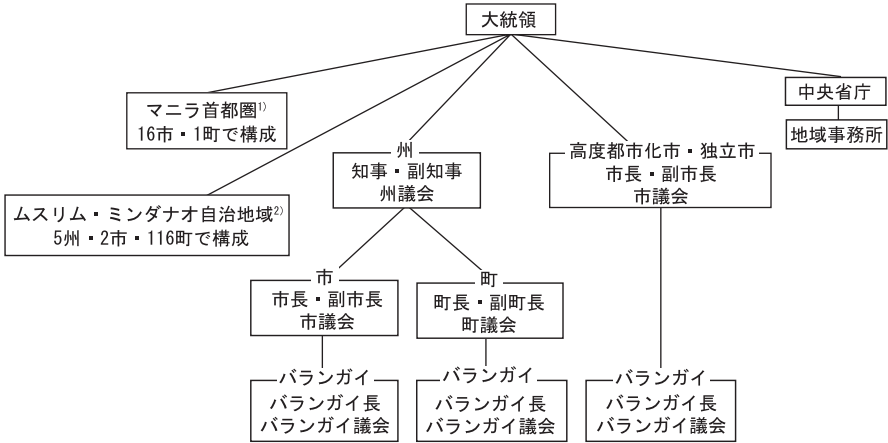 大統領
中央省庁
地域事務所
マニラ首都圏1)
16市・1町で構成
ムスリム・ミンダナオ自治地域2)
5州・2市・116町で構成
州
知事・副知事
州議会
高度都市化市・独立市
市長・副市長
市議会
市
市長・副市長
市議会
町
町長・副町長
町議会
バランガイ
バランガイ長
バランガイ議会
バランガイ
バランガイ長
バランガイ議会
バランガイ
バランガイ長
バランガイ議会